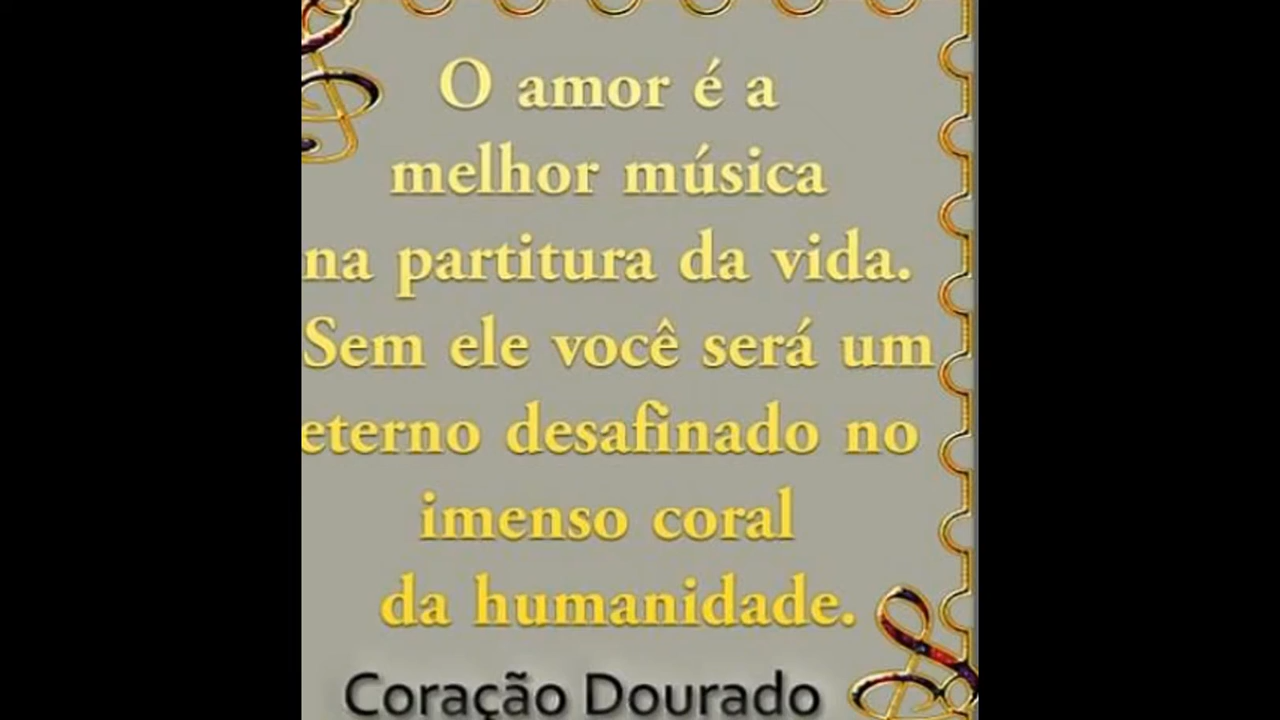 O amor é a
melhor música
na partitura da vida.
Sem ele você será um
eterno desafinado no
imenso coral
da humanidade.
Coração Dourado